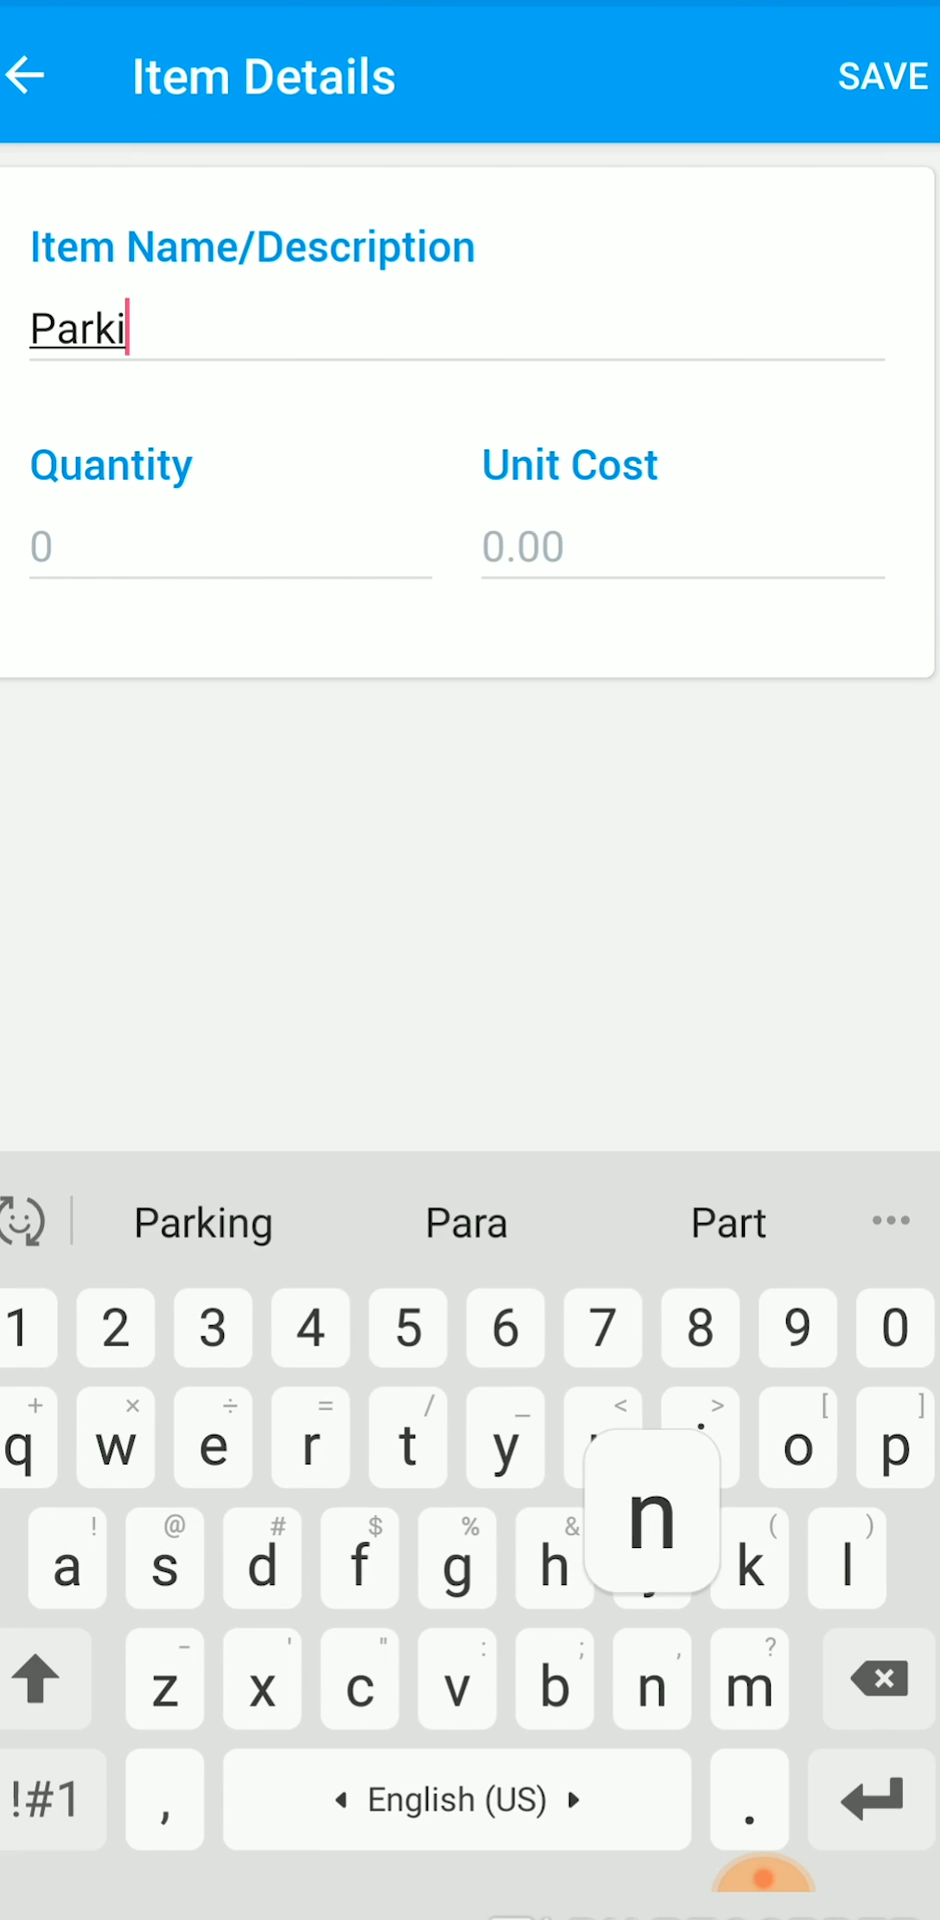 Item Details SAVE
Item Name/Description
Parki
Quantity Unit Cost
0 0.00
Parking Para Part
1 2 3 4 5 6 7 8 9 0
+ × ÷ = / _ < > [ ]
q w e r t y o p
! @ # $ % & ( )
a s d f g h n k l
- ' " : ; , ?
z x c v b n m
!#1 , English (US) .